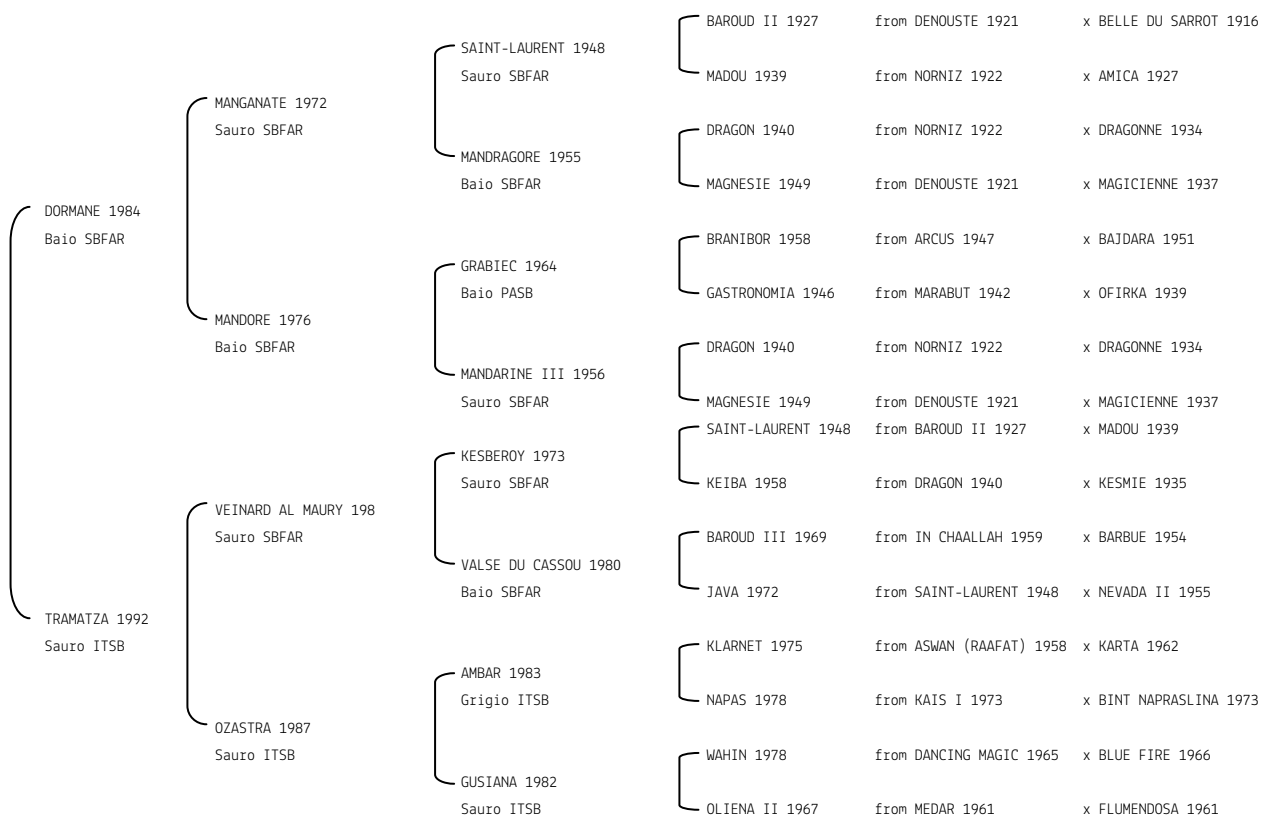 BAROUD II 1927 from DENOUSTE 1921 x BELLE DU SARROT 1916
SAINT-LAURENT 1948
Sauro SBFAR
MADOU 1939 from NORNIZ 1922 x AMICA 1927
MANGANATE 1972
Sauro SBFAR
DRAGON 1940 from NORNIZ 1922 x DRAGONNE 1934
MANDRAGORE 1955
Baio SBFAR
MAGNESIE 1949 from DENOUSTE 1921 x MAGICIENNE 1937
DORMANE 1984
Baio SBFAR
BRANIBOR 1958 from ARCUS 1947 x BAJDARA 1951
GRABIEC 1964
Baio PASB
GASTRONOMIA 1946 from MARABUT 1942 x OFIRKA 1939
MANDORE 1976
Baio SBFAR
DRAGON 1940 from NORNIZ 1922 x DRAGONNE 1934
MANDARINE III 1956
Sauro SBFAR
MAGNESIE 1949 from DENOUSTE 1921 x MAGICIENNE 1937
SAINT-LAURENT 1948 from BAROUD II 1927 x MADOU 1939
KESBEROY 1973
Sauro SBFAR
KEIBA 1958 from DRAGON 1940 x KESMIE 1935
VEINARD AL MAURY 198
Sauro SBFAR
BAROUD III 1969 from IN CHAALLAH 1959 x BARBUE 1954
VALSE DU CASSOU 1980
Baio SBFAR
JAVA 1972 from SAINT-LAURENT 1948 x NEVADA II 1955
TRAMATZA 1992
Sauro ITSB
KLARNET 1975 from ASWAN (RAAFAT) 1958 x KARTA 1962
AMBAR 1983
Grigio ITSB
NAPAS 1978 from KAIS I 1973 x BINT NAPRASLINA 1973
OZASTRA 1987
Sauro ITSB
WAHIN 1978 from DANCING MAGIC 1965 x BLUE FIRE 1966
GUSIANA 1982
Sauro ITSB
OLIENA II 1967 from MEDAR 1961 x FLUMENDOSA 1961